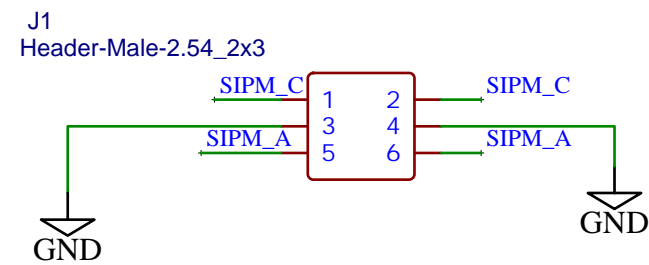 J1
Header-Male-2.54_2x3
SIPM_C
1
2
SIPM_C
3
4
SIPM_A
5
6
SIPM_A
GND
GND